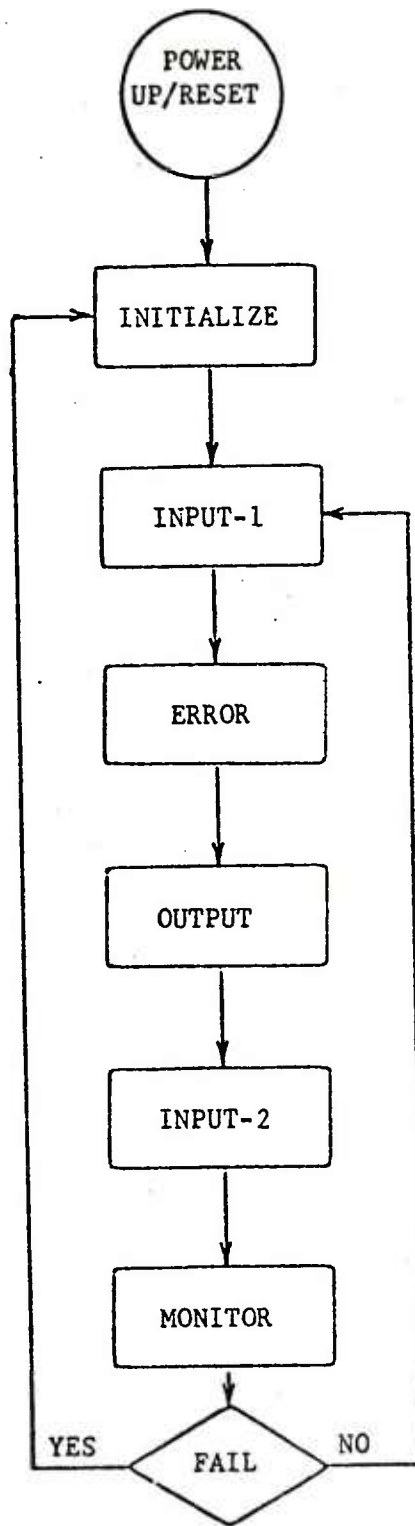 POWER
UP/RESET
INITIALIZE
INPUT-1
ERROR
OUTPUT
INPUT-2
MONITOR
YES
FAIL
NO